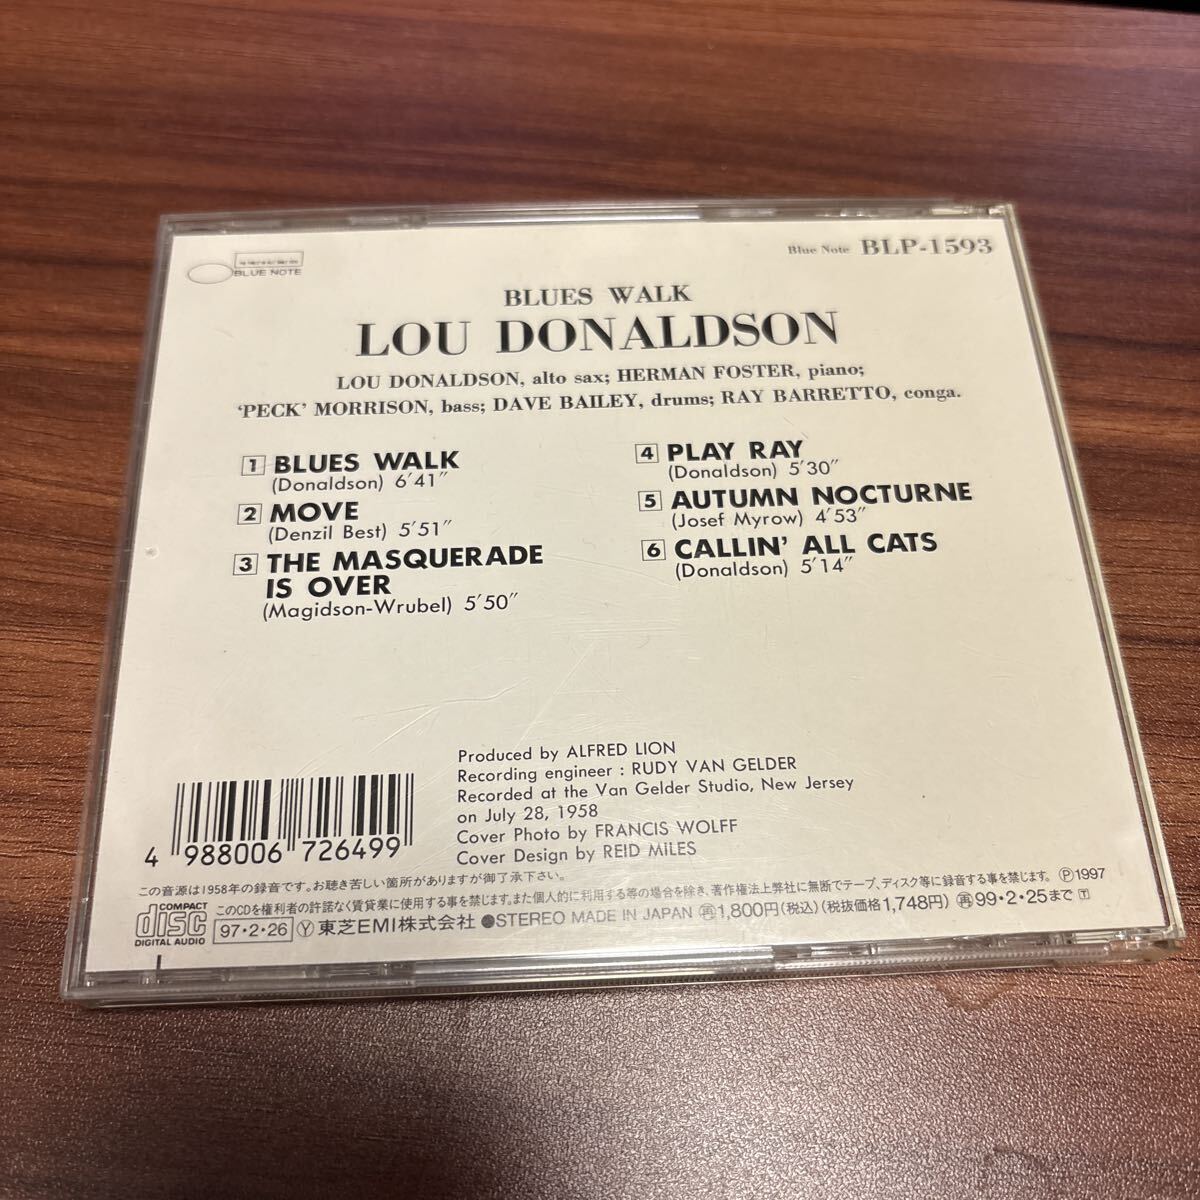 BLUE NOTE
Blue Note BLP-1593
BLUES WALK
LOU DONALDSON
LOU DONALDSON, alto sax; HERMAN FOSTER, piano;
'PECK' MORRISON, bass; DAVE BAILEY, drums; RAY BARRETTO, conga.
1 BLUES WALK
(Donaldson) 6'41"
2 MOVE
(Denzil Best) 5'51"
3 THE MASQUERADE
IS OVER
(Magidson-Wrubel) 5'50"
4 PLAY RAY
(Donaldson) 5'30"
5 AUTUMN NOCTURNE
(Josef Myrow) 4'53"
6 CALLIN' ALL CATS
(Donaldson) 5'14"
Produced by ALFRED LION
Recording engineer : RUDY VAN GELDER
Recorded at the Van Gelder Studio, New Jersey
on July 28, 1958
Cover Photo by FRANCIS WOLFF
Cover Design by REID MILES
4 988006 726499
この音源は1958年の録音です。お聴き苦しい箇所がありますが御了承下さい。
このCDを権利者の許諾なく賃貸業に使用する事を禁じます。また個人的に利用する等の場合を除き、著作権法上弊社に無断でテープ、ディスク等に録音する事を禁じます。 Ⓟ1997
COMPACT disc DIGITAL AUDIO
97・2・26 Ⓨ 東芝EMI株式会社 ●STEREO MADE IN JAPAN ㊢1,800円(税込)(税抜価格1,748円) ㊢99・2・25まで 🅃